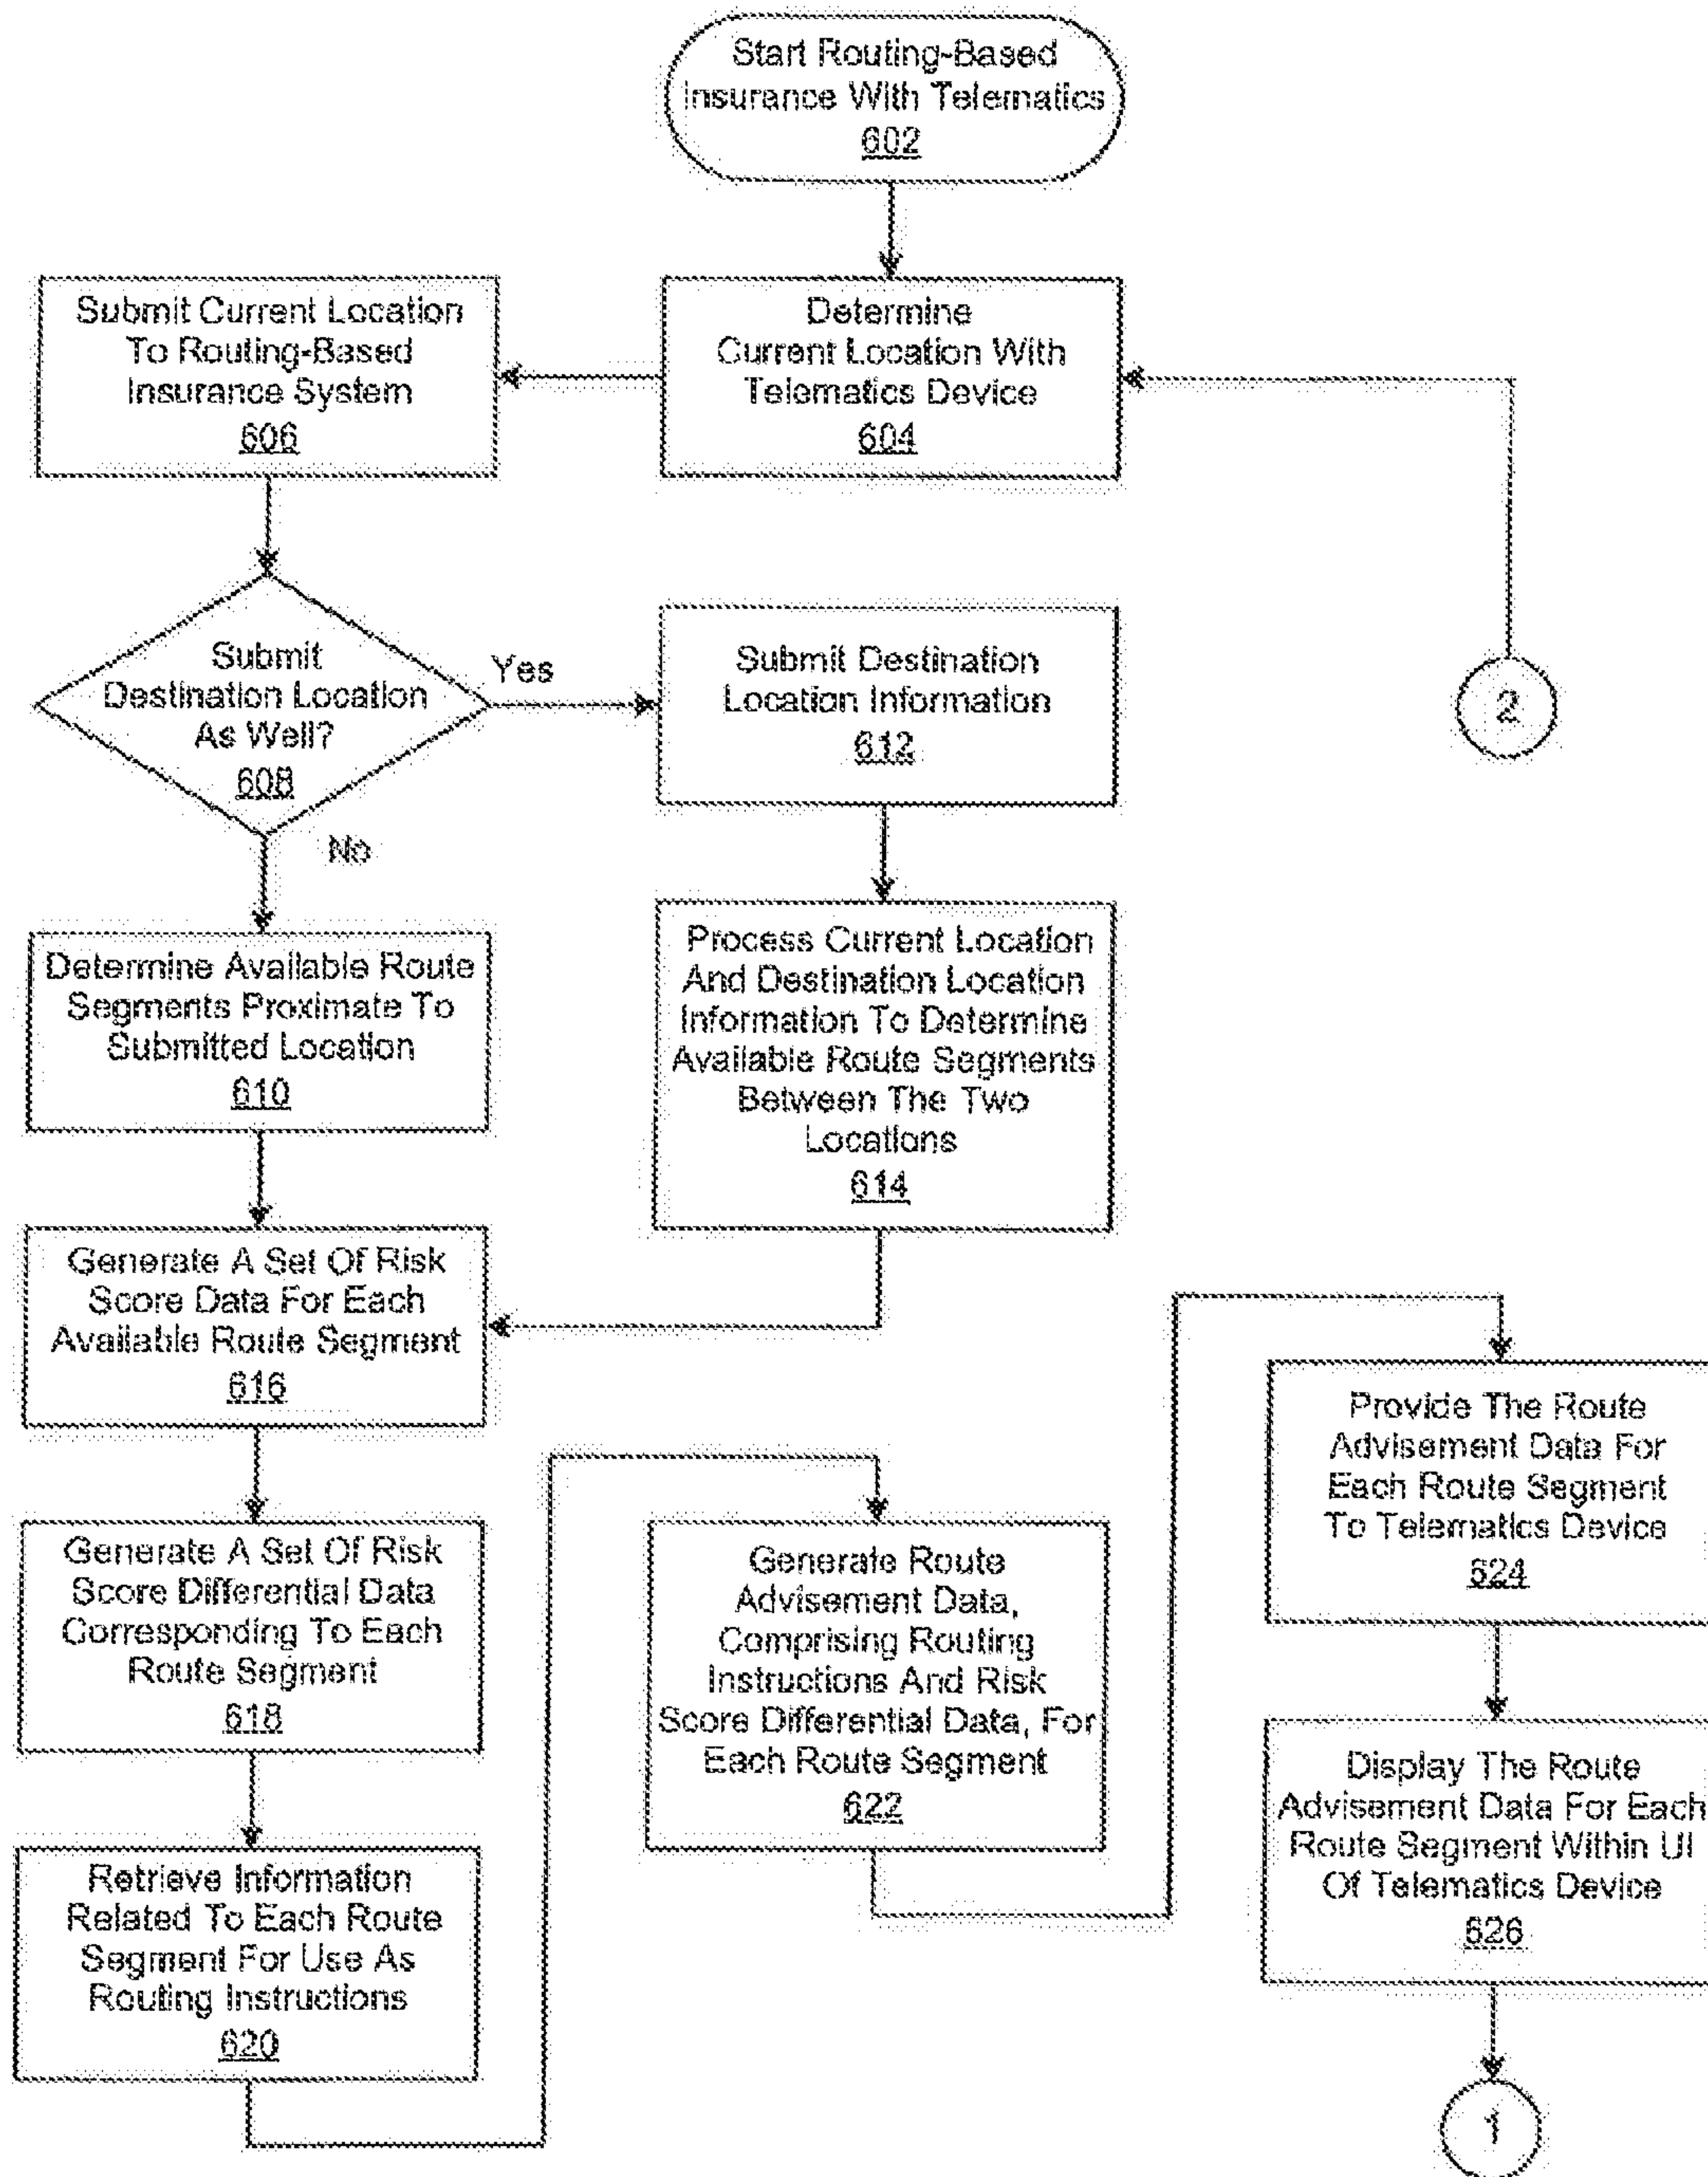 Start Routing-Based
Insurance With Telematics
602
Submit Current Location
To Routing-Based
Insurance System
606
Determine
Current Location With
Telematics Device
604
Submit
Destination Location
As Well?
608
Yes
No
Submit Destination
Location Information
612
2
Determine Available Route
Segments Proximate To
Submitted Location
610
Process Current Location
And Destination Location
Information To Determine
Available Route Segments
Between The Two
Locations
614
Generate A Set Of Risk
Score Data For Each
Available Route Segment
616
Generate A Set Of Risk
Score Differential Data
Corresponding To Each
Route Segment
618
Retrieve Information
Related To Each Route
Segment For Use As
Routing Instructions
620
Generate Route
Advisement Data,
Comprising Routing
Instructions And Risk
Score Differential Data, For
Each Route Segment
622
Provide The Route
Advisement Data For
Each Route Segment
To Telematics Device
624
Display The Route
Advisement Data For Each
Route Segment Within UI
Of Telematics Device
626
1